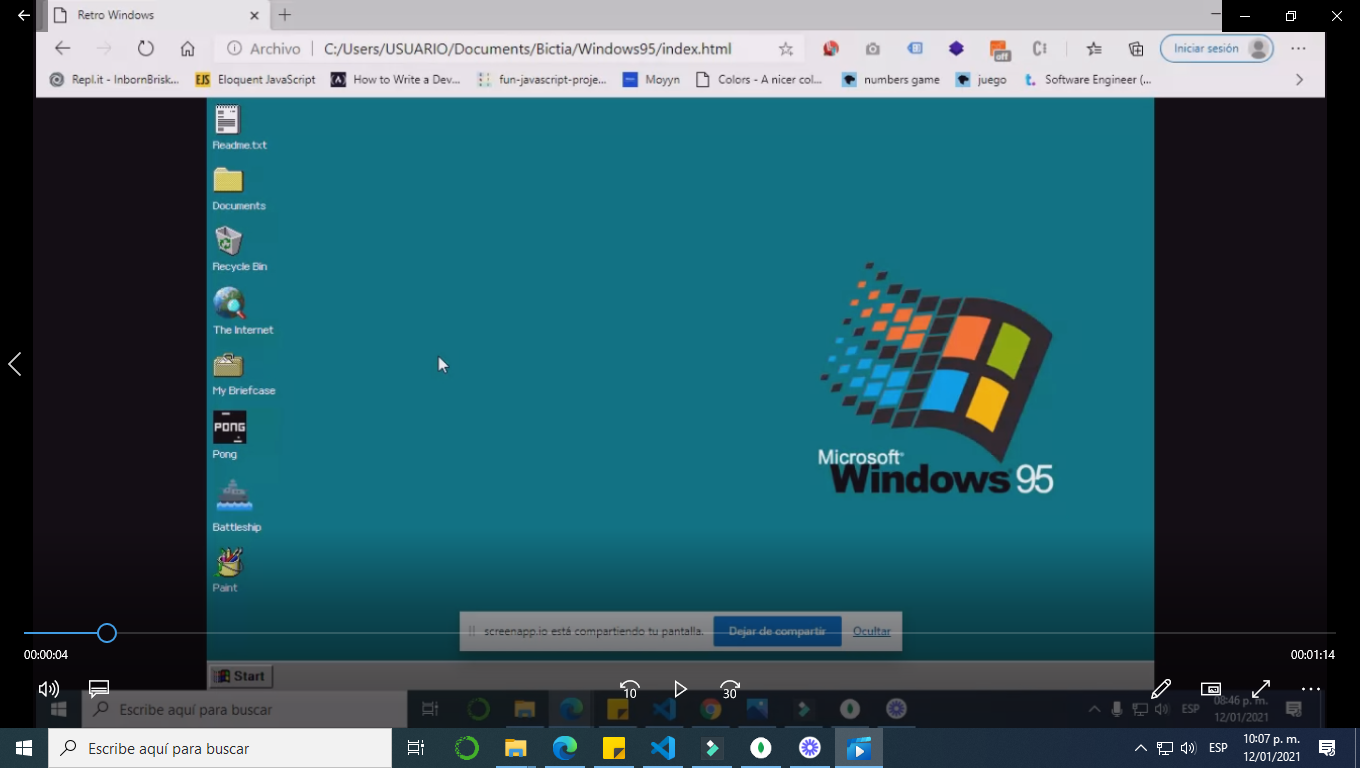 Retro Windows
Archivo
C:/Users/USUARIO/Documents/Bictia/Windows95/index.html
off
Iniciar sesión
Repl.it - InbornBrisk...
EJS Eloquent JavaScript
How to Write a Dev...
fun-javascript-proje...
Moyyn
Colors - A nicer col...
numbers game
juego
t. Software Engineer (...
Readme.txt
Documents
Recycle Bin
The Internet
My Briefcase
PONG
Pong
Battleship
Paint
Microsoft
Windows 95
screenapp.io está compartiendo tu pantalla.
Dejar de compartir
Ocultar
00:00:04
00:01:14
Start
10
30
Escribe aquí para buscar
ESP
08:46 p. m.
12/01/2021
Escribe aquí para buscar
ESP
10:07 p. m.
12/01/2021